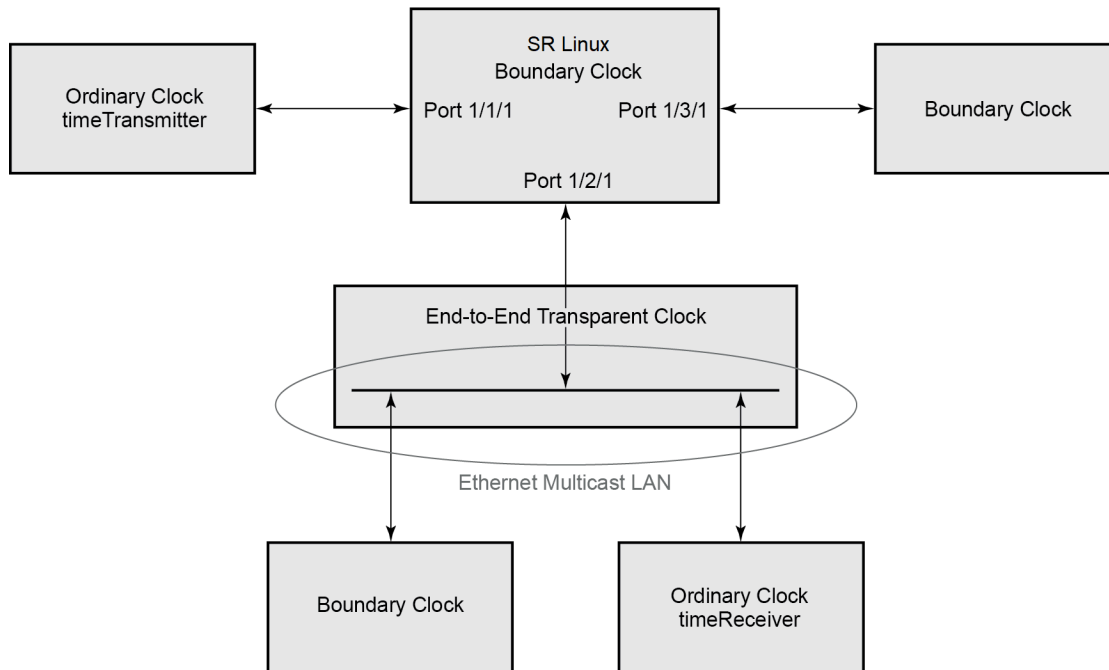 SR Linux
Boundary Clock
Ordinary Clock
timeTransmitter
Port 1/1/1
Port 1/3/1
Boundary Clock
Port 1/2/1
End-to-End Transparent Clock
Ethernet Multicast LAN
Boundary Clock
Ordinary Clock
timeReceiver